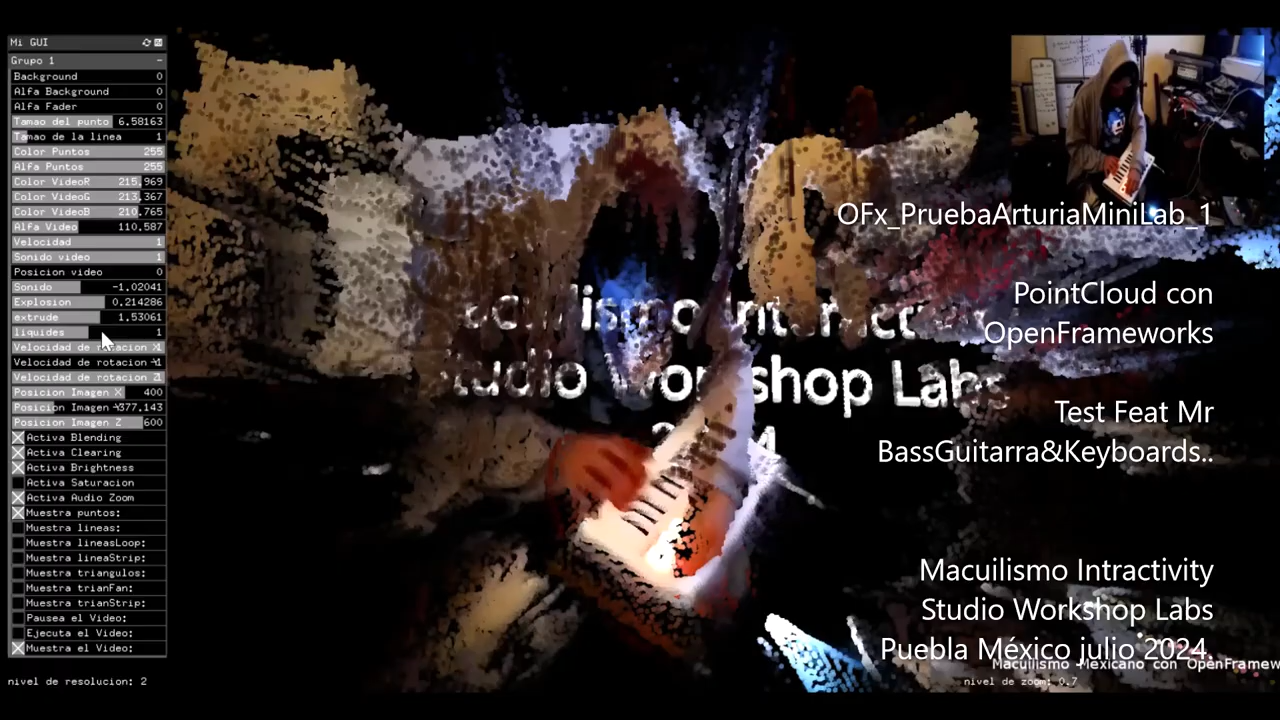 Mi GUI
Grupo 1 -
Background 0
Alfa Background 0
Alfa Fader 0
Tamao del punto 6.58163
Tamao de la linea 1
Color Puntos 255
Alfa Puntos 255
Color VideoR 215.969
Color VideoG 213.367
Color VideoB 210.765
Alfa Video 110.587
Velocidad 1
Sonido video 1
Posicion video 0
Sonido -1.02041
Explosion 0.214286
extrude 1.53061
liquides 1
Velocidad de rotacion
Velocidad de rotacion
Velocidad de rotacion
Posicion Imagen X 400
Posicion Imagen 377.143
Posicion Imagen Z 600
Activa Blending
Activa Clearing
Activa Brightness
Activa Saturacion
Activa Audio Zoom
Muestra puntos:
Muestra lineas:
Muestra lineasLoop:
Muestra lineaStrip:
Muestra triangulos:
Muestra trianFan:
Muestra trianStrip:
Pausea el Video:
Ejecuta el Video:
Muestra el Video:
nivel de resolucion: 2
Studio Workshop Labs
OFx_PruebaArturiaMiniLab_1
PointCloud con
OpenFrameworks
Test Feat Mr
BassGuitarra&Keyboards..
Macuilismo Intractivity
Studio Workshop Labs
Puebla México julio 2024.
Macuilismo Mexicano con OpenFramew
nivel de zoom: 0.7